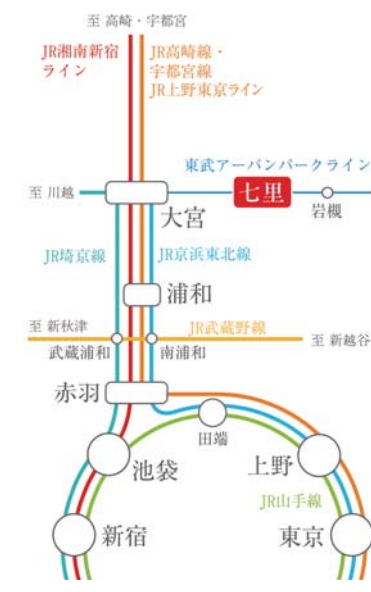 至 高崎・宇都宮
JR湘南新宿
ライン
JR高崎線・
宇都宮線
JR上野東京ライン
東武アーバンパークライン
至 川越
七里
岩槻
大宮
JR埼京線
JR京浜東北線
浦和
至 新秋津
JR武蔵野線
至 新越谷
武蔵浦和
南浦和
赤羽
田端
池袋
上野
JR山手線
新宿
東京